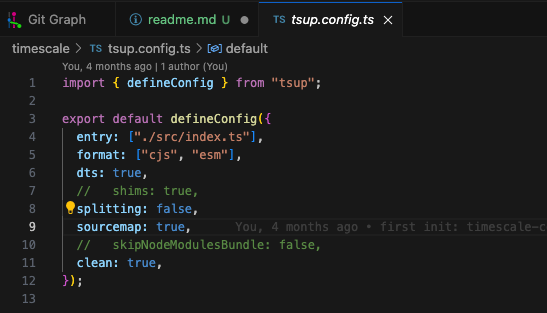 Git Graph
readme.md U
TS tsup.config.ts
timescale > TS tsup.config.ts > default
You, 4 months ago | 1 author (You)
1 import { defineConfig } from "tsup";
2
3 export default defineConfig({
4 entry: ["./src/index.ts"],
5 format: ["cjs", "esm"],
6 dts: true,
7 //   shims: true,
8 splitting: false,
9 sourcemap: true, You, 4 months ago • first init: timescale-c
10 //   skipNodeModulesBundle: false,
11 clean: true,
12 });
13